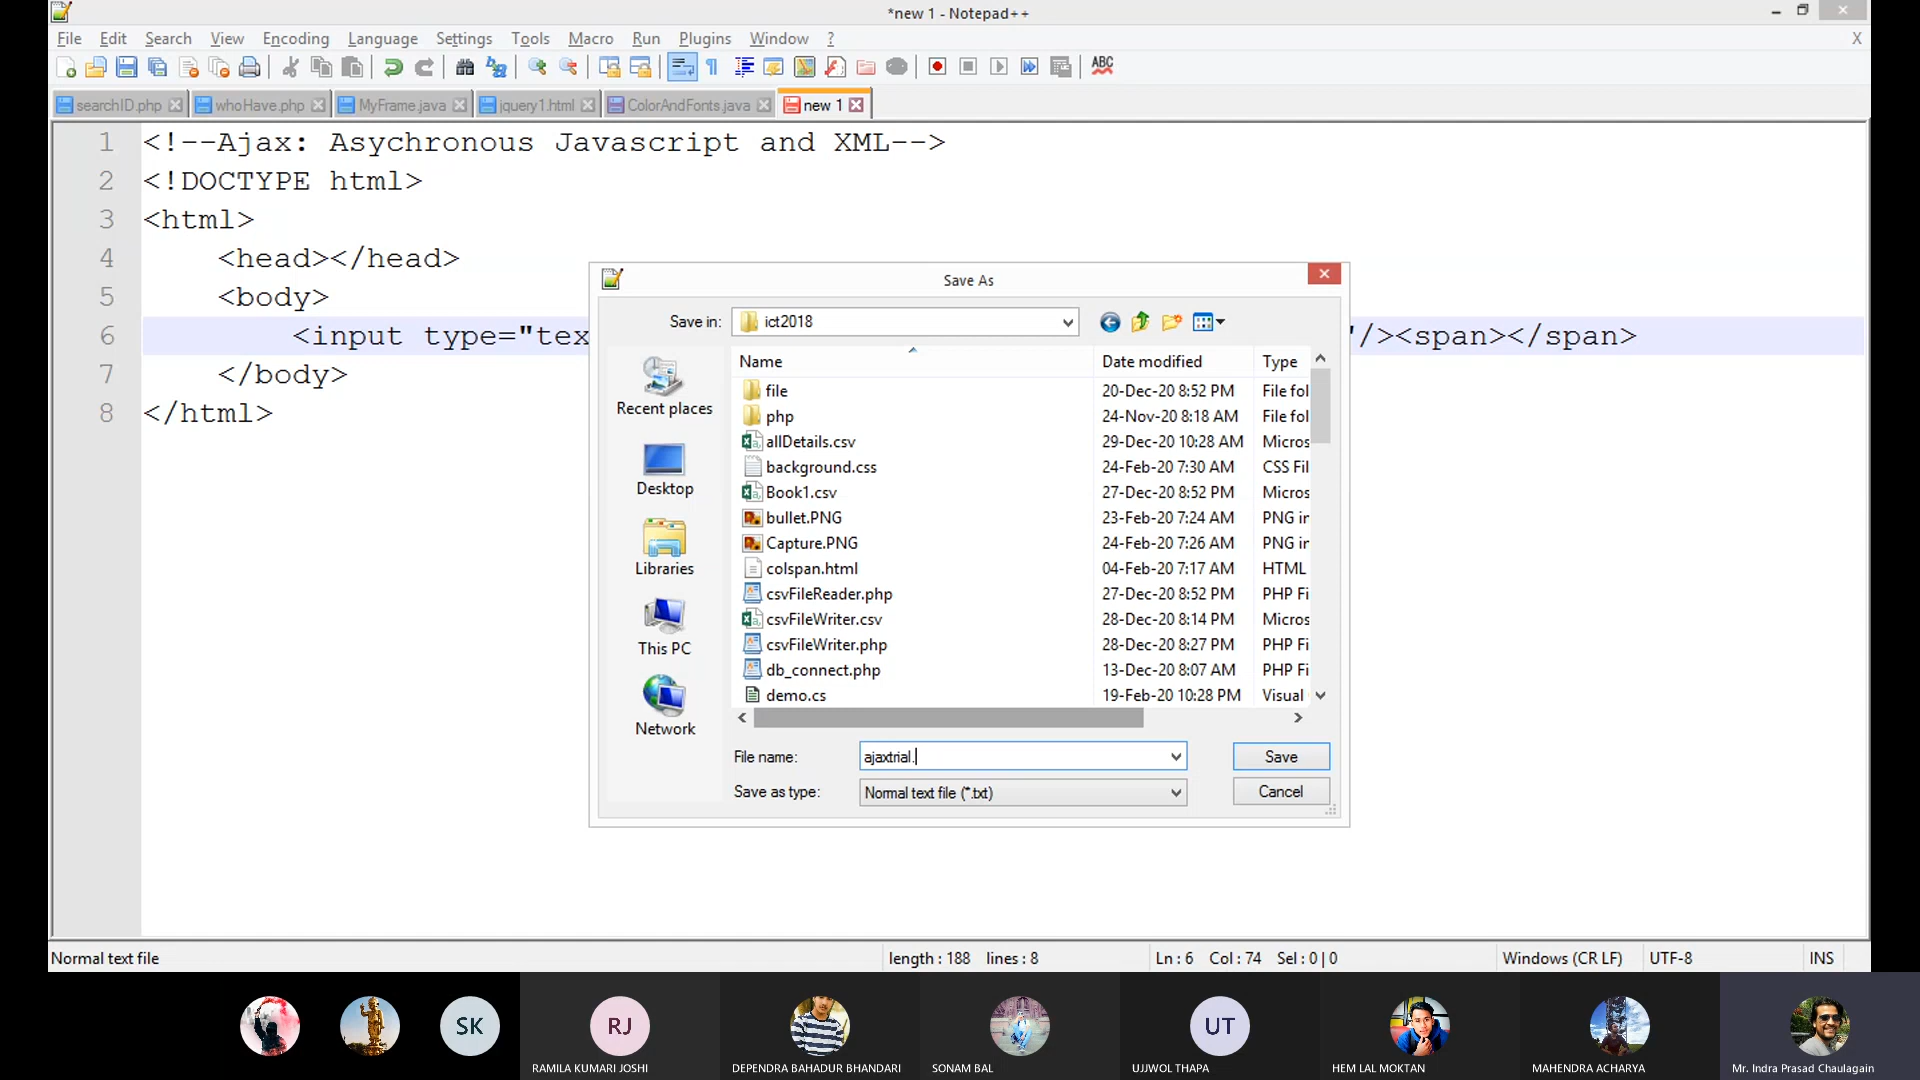 *new 1 - Notepad++
File Edit Search View Encoding Language Settings Tools Macro Run Plugins Window ? X
ABC
searchID.php whoHave.php MyFrame.java jquery1.html ColorAndFonts.java new 1
1 <!--Ajax: Asychronous Javascript and XML-->
2 <!DOCTYPE html>
3 <html>
4 <head></head>
5 <body>
6 <input type="tex "/><span></span>
7 </body>
8 </html>
Save As
Save in: ict2018
Name Date modified Type
file 20-Dec-20 8:52 PM File fol
php 24-Nov-20 8:18 AM File fol
allDetails.csv 29-Dec-20 10:28 AM Micros
background.css 24-Feb-20 7:30 AM CSS Fil
Book1.csv 27-Dec-20 8:52 PM Micros
bullet.PNG 23-Feb-20 7:24 AM PNG in
Capture.PNG 24-Feb-20 7:26 AM PNG in
colspan.html 04-Feb-20 7:17 AM HTML
csvFileReader.php 27-Dec-20 8:52 PM PHP Fi
csvFileWriter.csv 28-Dec-20 8:14 PM Micros
csvFileWriter.php 28-Dec-20 8:27 PM PHP Fi
db_connect.php 13-Dec-20 8:07 AM PHP Fi
demo.cs 19-Feb-20 10:28 PM Visual
Recent places
Desktop
Libraries
This PC
Network
File name: ajaxtrial. Save
Save as type: Normal text file (*.txt) Cancel
Normal text file length : 188 lines : 8 Ln : 6 Col : 74 Sel : 0 | 0 Windows (CR LF) UTF-8 INS
SK RJ UT
RAMILA KUMARI JOSHI DEPENDRA BAHADUR BHANDARI SONAM BAL UJJWOL THAPA HEM LAL MOKTAN MAHENDRA ACHARYA Mr. Indra Prasad Chaulagain